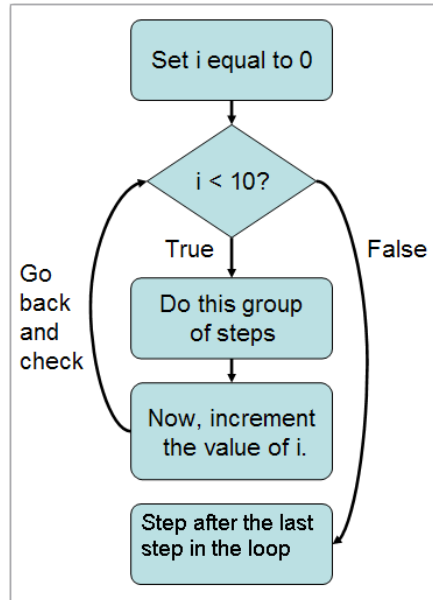 Set i equal to 0
i < 10?
True
False
Go
back
and
check
Do this group
of steps
Now, increment
the value of i.
Step after the last
step in the loop